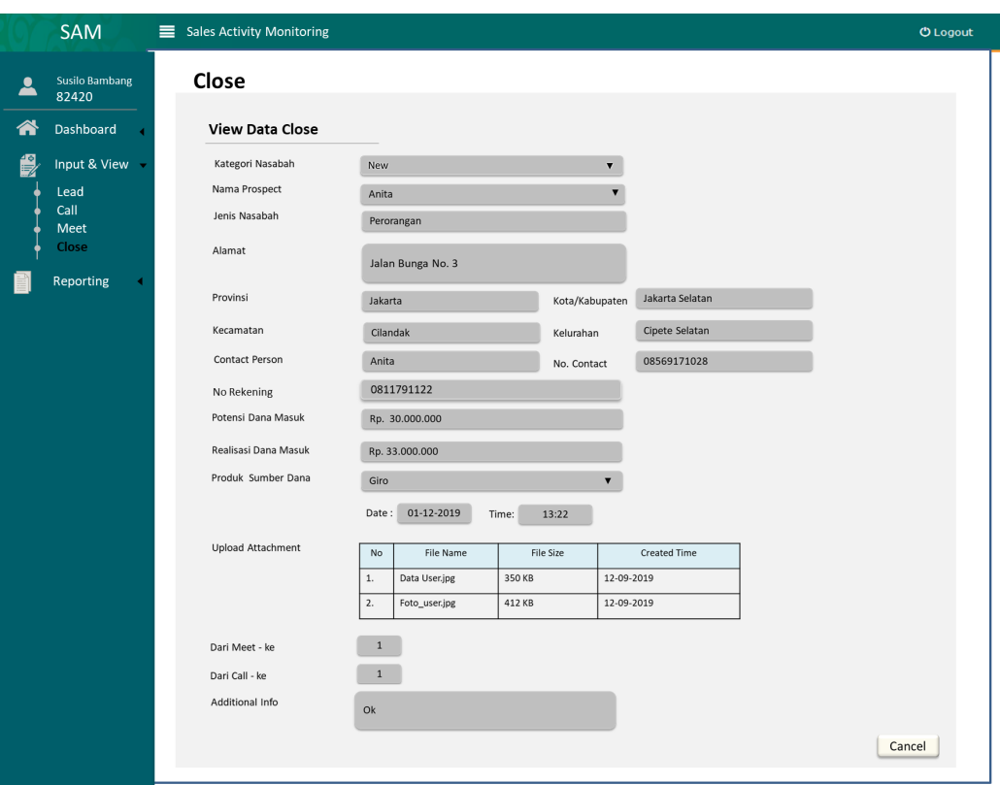 SAM
Sales Activity Monitoring
Logout
Susilo Bambang
82420
Dashboard
Input & View
Lead
Call
Meet
Close
Reporting
Close
View Data Close
Kategori Nasabah New
Nama Prospect Anita
Jenis Nasabah Perorangan
Alamat Jalan Bunga No. 3
Provinsi Jakarta Kota/Kabupaten Jakarta Selatan
Kecamatan Cilandak Kelurahan Cipete Selatan
Contact Person Anita No. Contact 08569171028
No Rekening 0811791122
Potensi Dana Masuk Rp. 30.000.000
Realisasi Dana Masuk Rp. 33.000.000
Produk Sumber Dana Giro
Date : 01-12-2019 Time: 13:22
Upload Attachment
No File Name File Size Created Time
1. Data User.jpg 350 KB 12-09-2019
2. Foto_user.jpg 412 KB 12-09-2019
Dari Meet - ke 1
Dari Call - ke 1
Additional Info Ok
Cancel